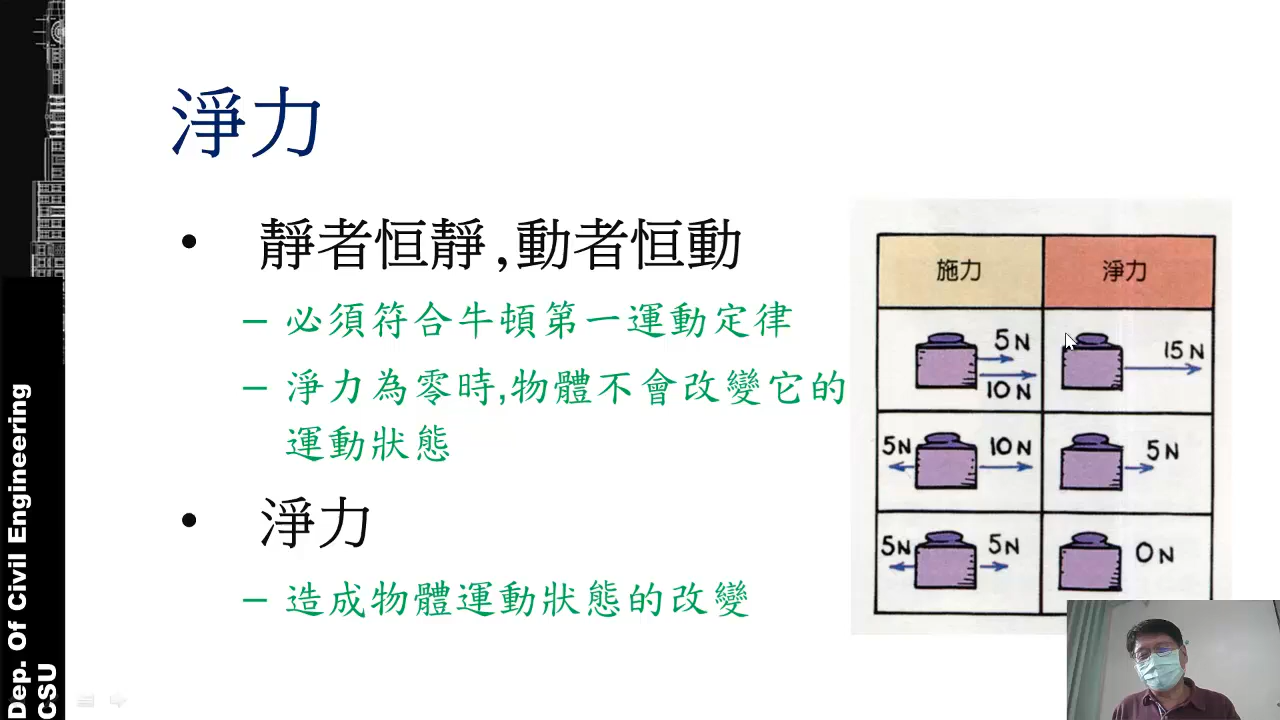 淨力
• 靜者恒靜,動者恒動
– 必須符合牛頓第一運動定律
– 淨力為零時,物體不會改變它的
運動狀態
• 淨力
– 造成物體運動狀態的改變
施力 淨力
5N
10N
15N
5N 10N 5N
5N 5N 0N
Dep. Of Civil Engineering
CSU